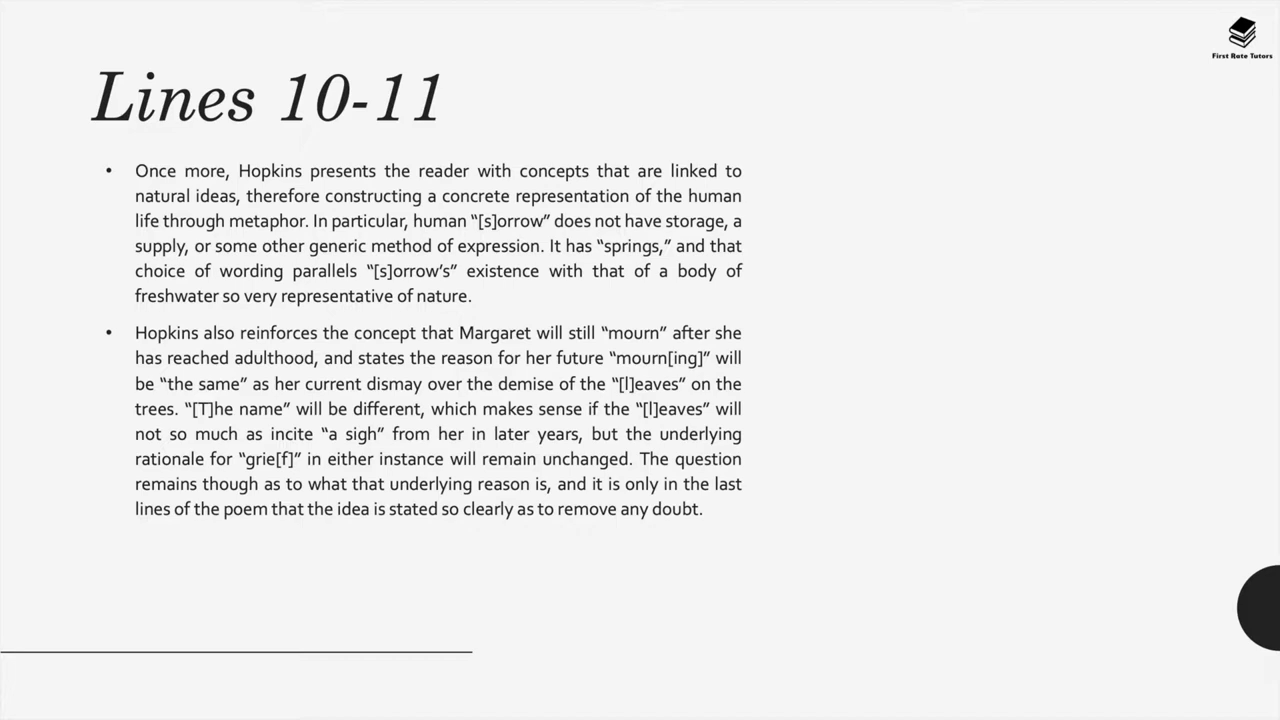 First Rate Tutors
Lines 10-11
• Once more, Hopkins presents the reader with concepts that are linked to
natural ideas, therefore constructing a concrete representation of the human
life through metaphor. In particular, human “[s]orrow” does not have storage, a
supply, or some other generic method of expression. It has “springs,” and that
choice of wording parallels “[s]orrow’s” existence with that of a body of
freshwater so very representative of nature.
• Hopkins also reinforces the concept that Margaret will still “mourn” after she
has reached adulthood, and states the reason for her future “mourn[ing]” will
be “the same” as her current dismay over the demise of the “[l]eaves” on the
trees. “[T]he name” will be different, which makes sense if the “[l]eaves” will
not so much as incite “a sigh” from her in later years, but the underlying
rationale for “grie[f]” in either instance will remain unchanged. The question
remains though as to what that underlying reason is, and it is only in the last
lines of the poem that the idea is stated so clearly as to remove any doubt.